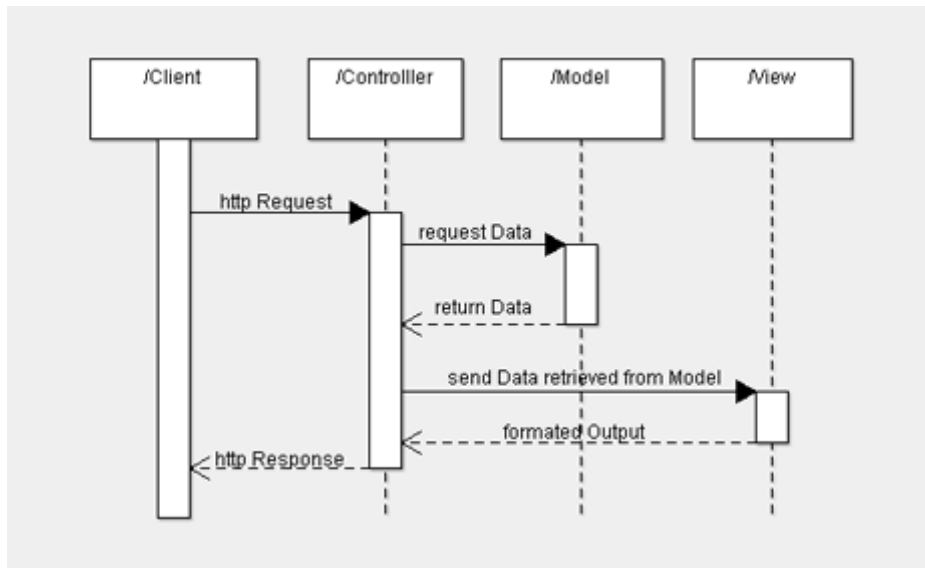 /Client
/Controlller
/Model
/View
http Request
request Data
return Data
send Data retrieved from Model
formated Output
http Response